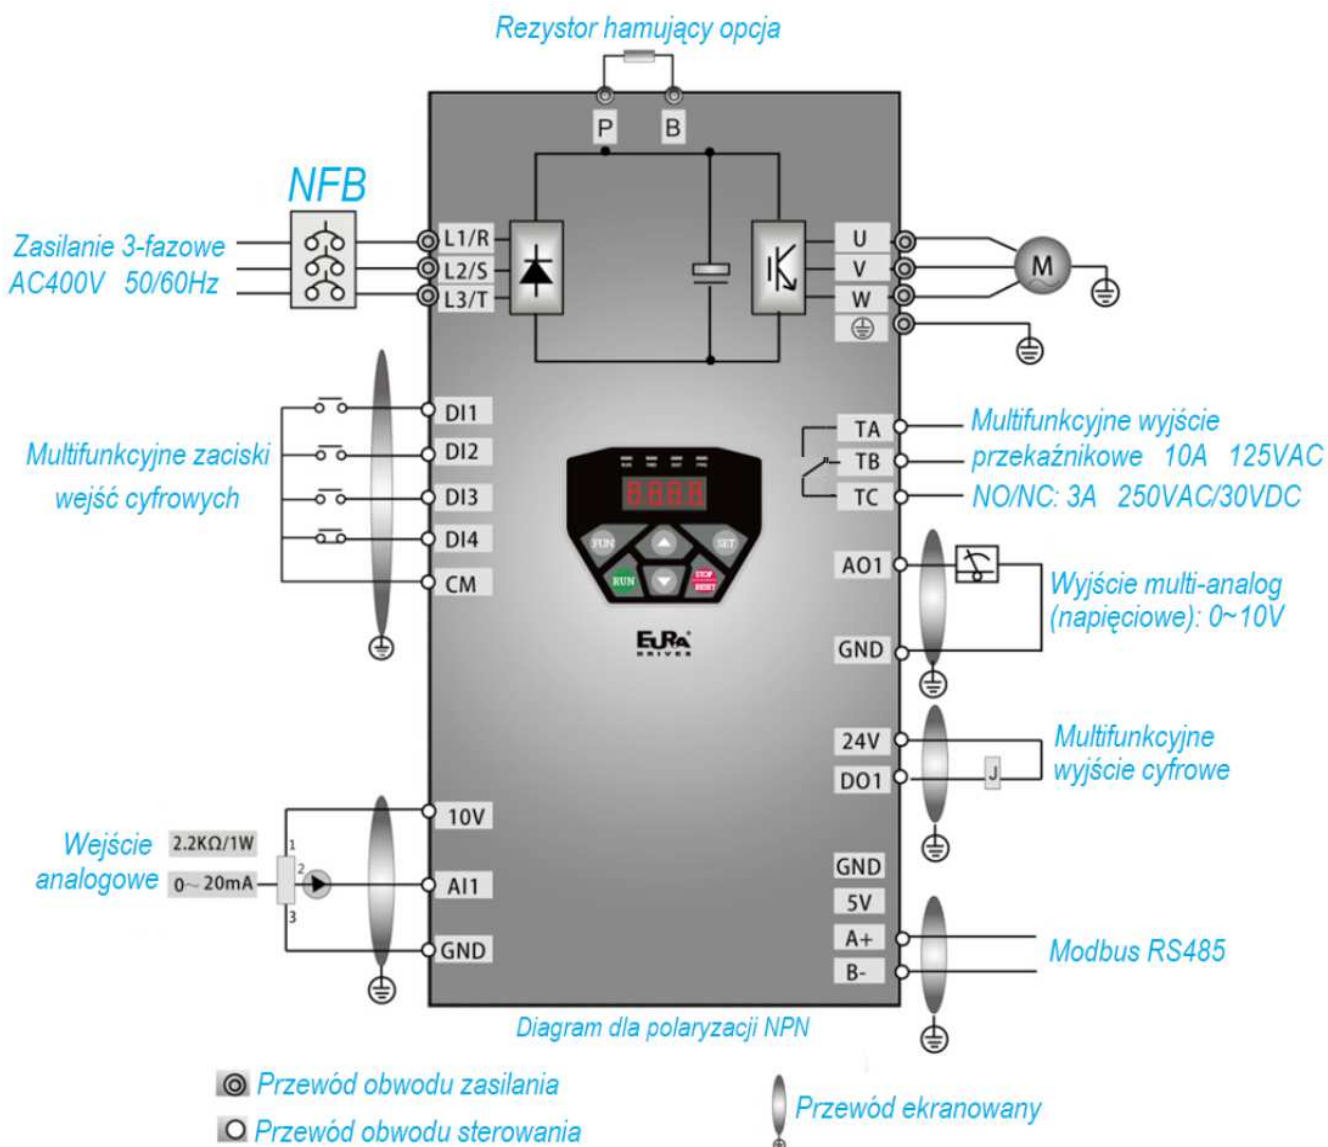 Rezystor hamujący opcja
P B
NFB
Zasilanie 3-fazowe
AC400V 50/60Hz
L1/R
L2/S
L3/T
U
V
W
M
Multifunkcyjne zaciski
wejść cyfrowych
DI1
DI2
DI3
DI4
CM
8888
FUN
SET
RUN
STOP
RESET
EURA
DRIVES
TA
TB
TC
Multifunkcyjne wyjście
przekaźnikowe 10A 125VAC
NO/NC: 3A 250VAC/30VDC
AO1
GND
Wyjście multi-analog
(napięciowe): 0~10V
24V
DO1
J
Multifunkcyjne
wyjście cyfrowe
Wejście
analogowe
2.2KΩ/1W
0~ 20mA
1
2
3
10V
AI1
GND
GND
5V
A+
B-
Modbus RS485
Diagram dla polaryzacji NPN
Przewód obwodu zasilania
Przewód obwodu sterowania
Przewód ekranowany